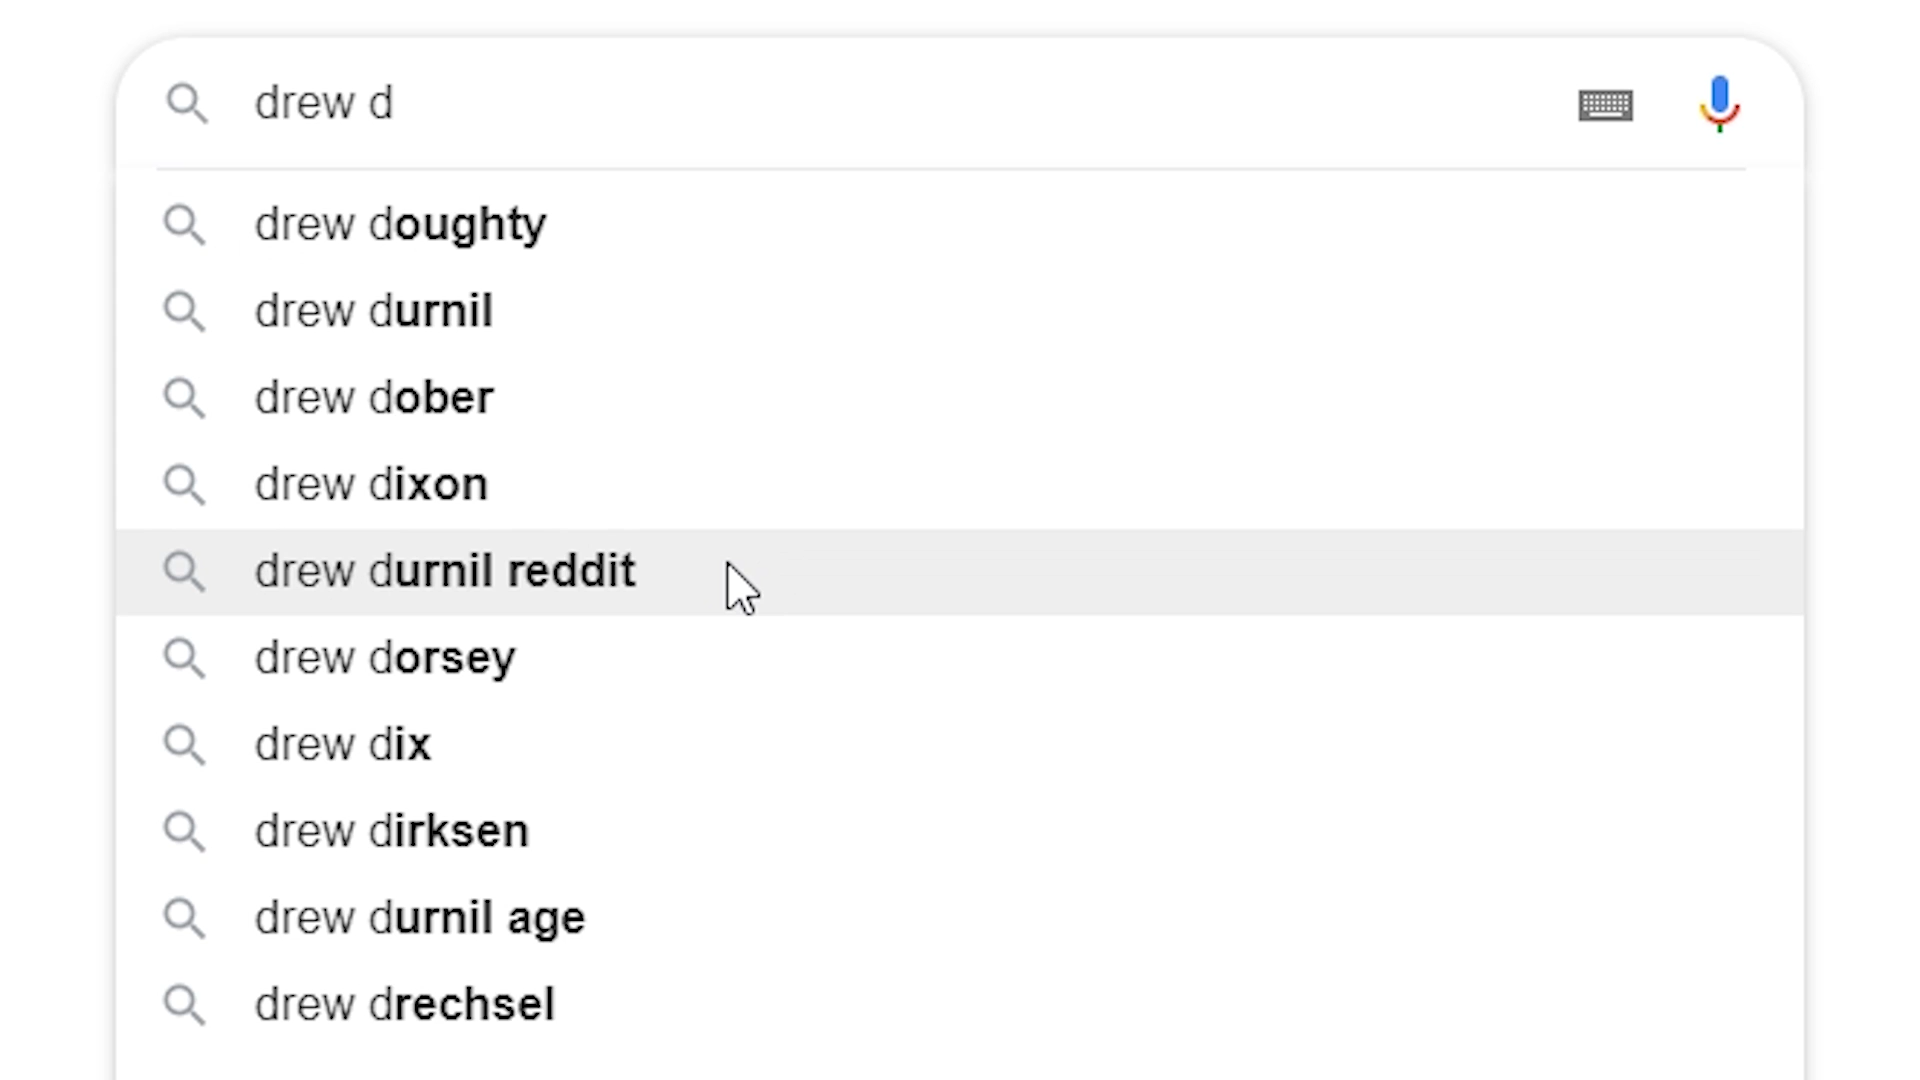 drew d
drew doughty
drew durnil
drew dober
drew dixon
drew durnil reddit
drew dorsey
drew dix
drew dirksen
drew durnil age
drew drechsel